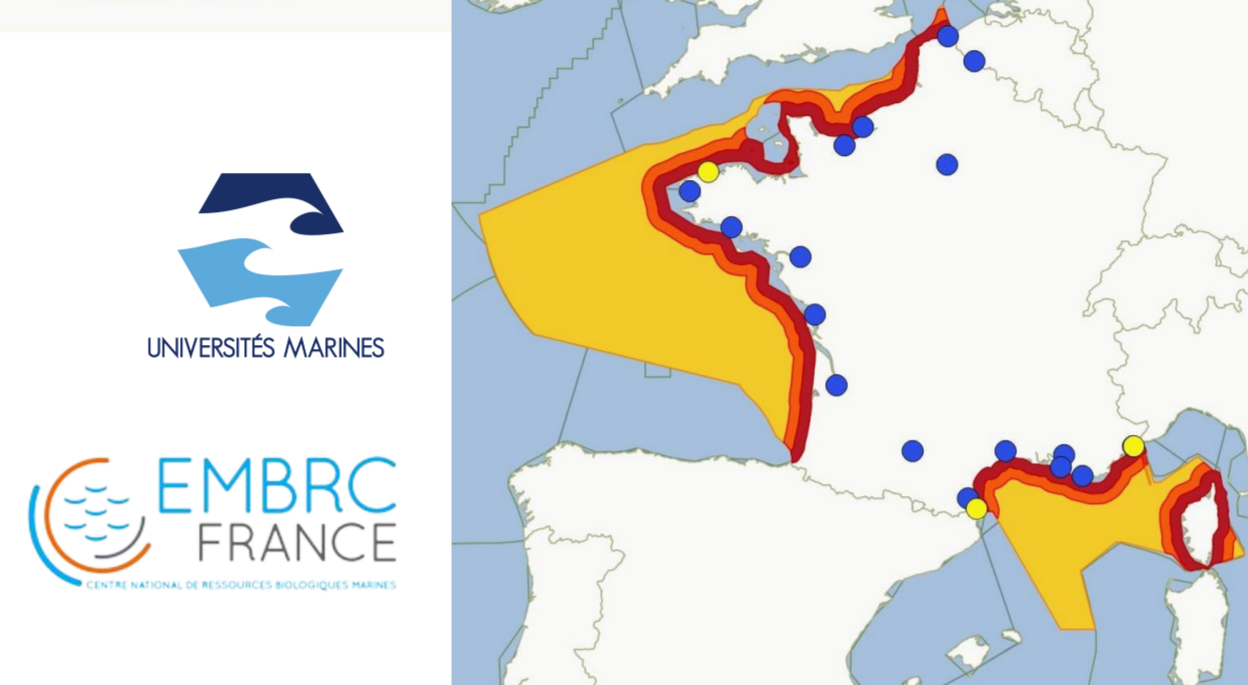 UNIVERSITÉS MARINES
EMBRC
FRANCE
CENTRE NATIONAL DE RESSOURCES BIOLOGIQUES MARINES